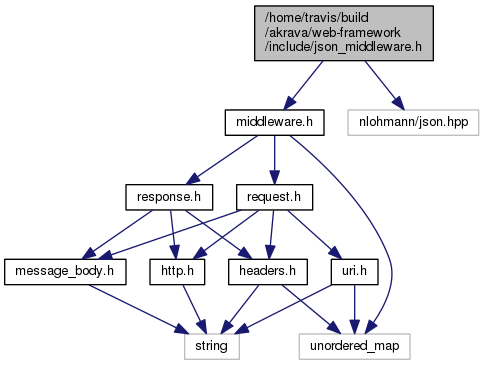 /home/travis/build
/akrava/web-framework
/include/json_middleware.h
middleware.h
nlohmann/json.hpp
response.h
request.h
message_body.h
http.h
headers.h
uri.h
string
unordered_map